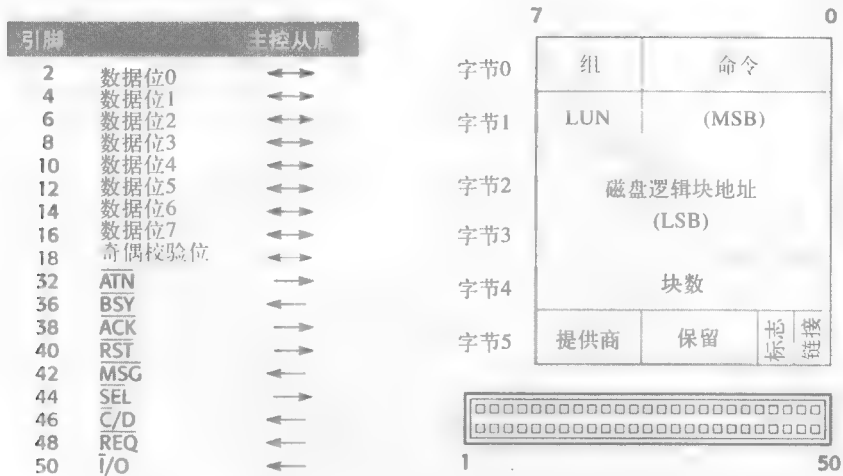 引脚 主控从属
2 数据位0
4 数据位1
6 数据位2
8 数据位3
10 数据位4
12 数据位5
14 数据位6
16 数据位7
18 奇偶校验位
32 ATN
36 BSY
38 ACK
40 RST
42 MSG
44 SEL
46 C/D
48 REQ
50 I/O
7 0
字节0 组 命令
字节1 LUN (MSB)
字节2 磁盘逻辑块地址
字节3 (LSB)
字节4 块数
字节5 提供商 保留 标志 链接
1 50